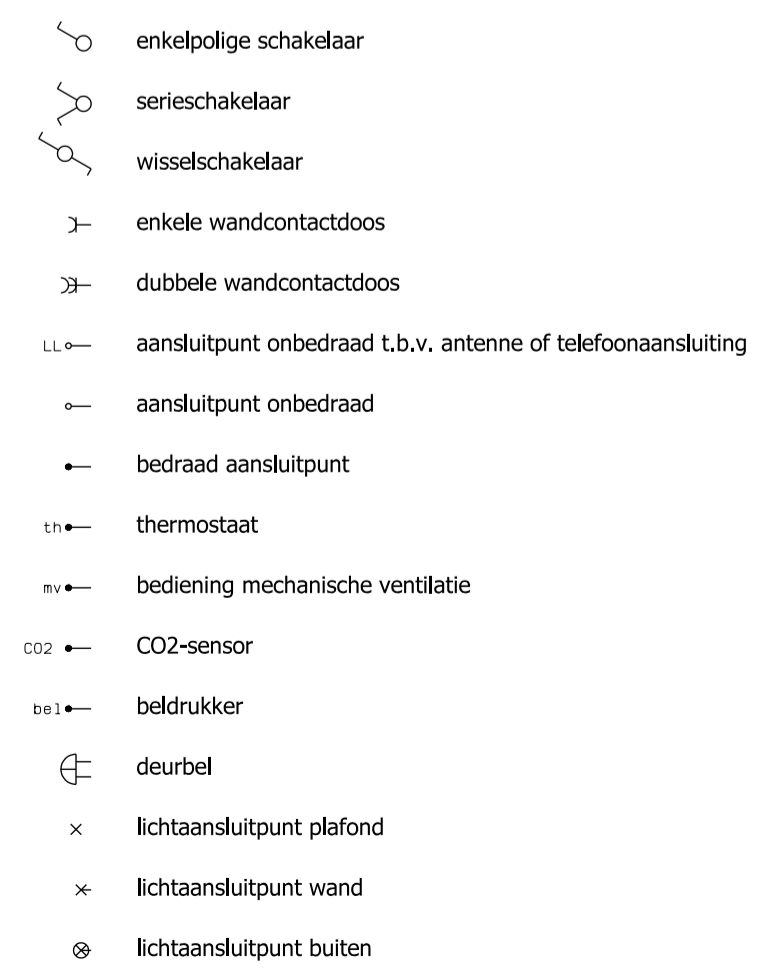 enkelpolige schakelaar
serieschakelaar
wisselschakelaar
enkele wandcontactdoos
dubbele wandcontactdoos
LL aansluitpunt onbedraad t.b.v. antenne of telefoonaansluiting
aansluitpunt onbedraad
bedraad aansluitpunt
th thermostaat
mv bediening mechanische ventilatie
CO2 CO2-sensor
bel beldrukker
deurbel
lichtaansluitpunt plafond
lichtaansluitpunt wand
lichtaansluitpunt buiten